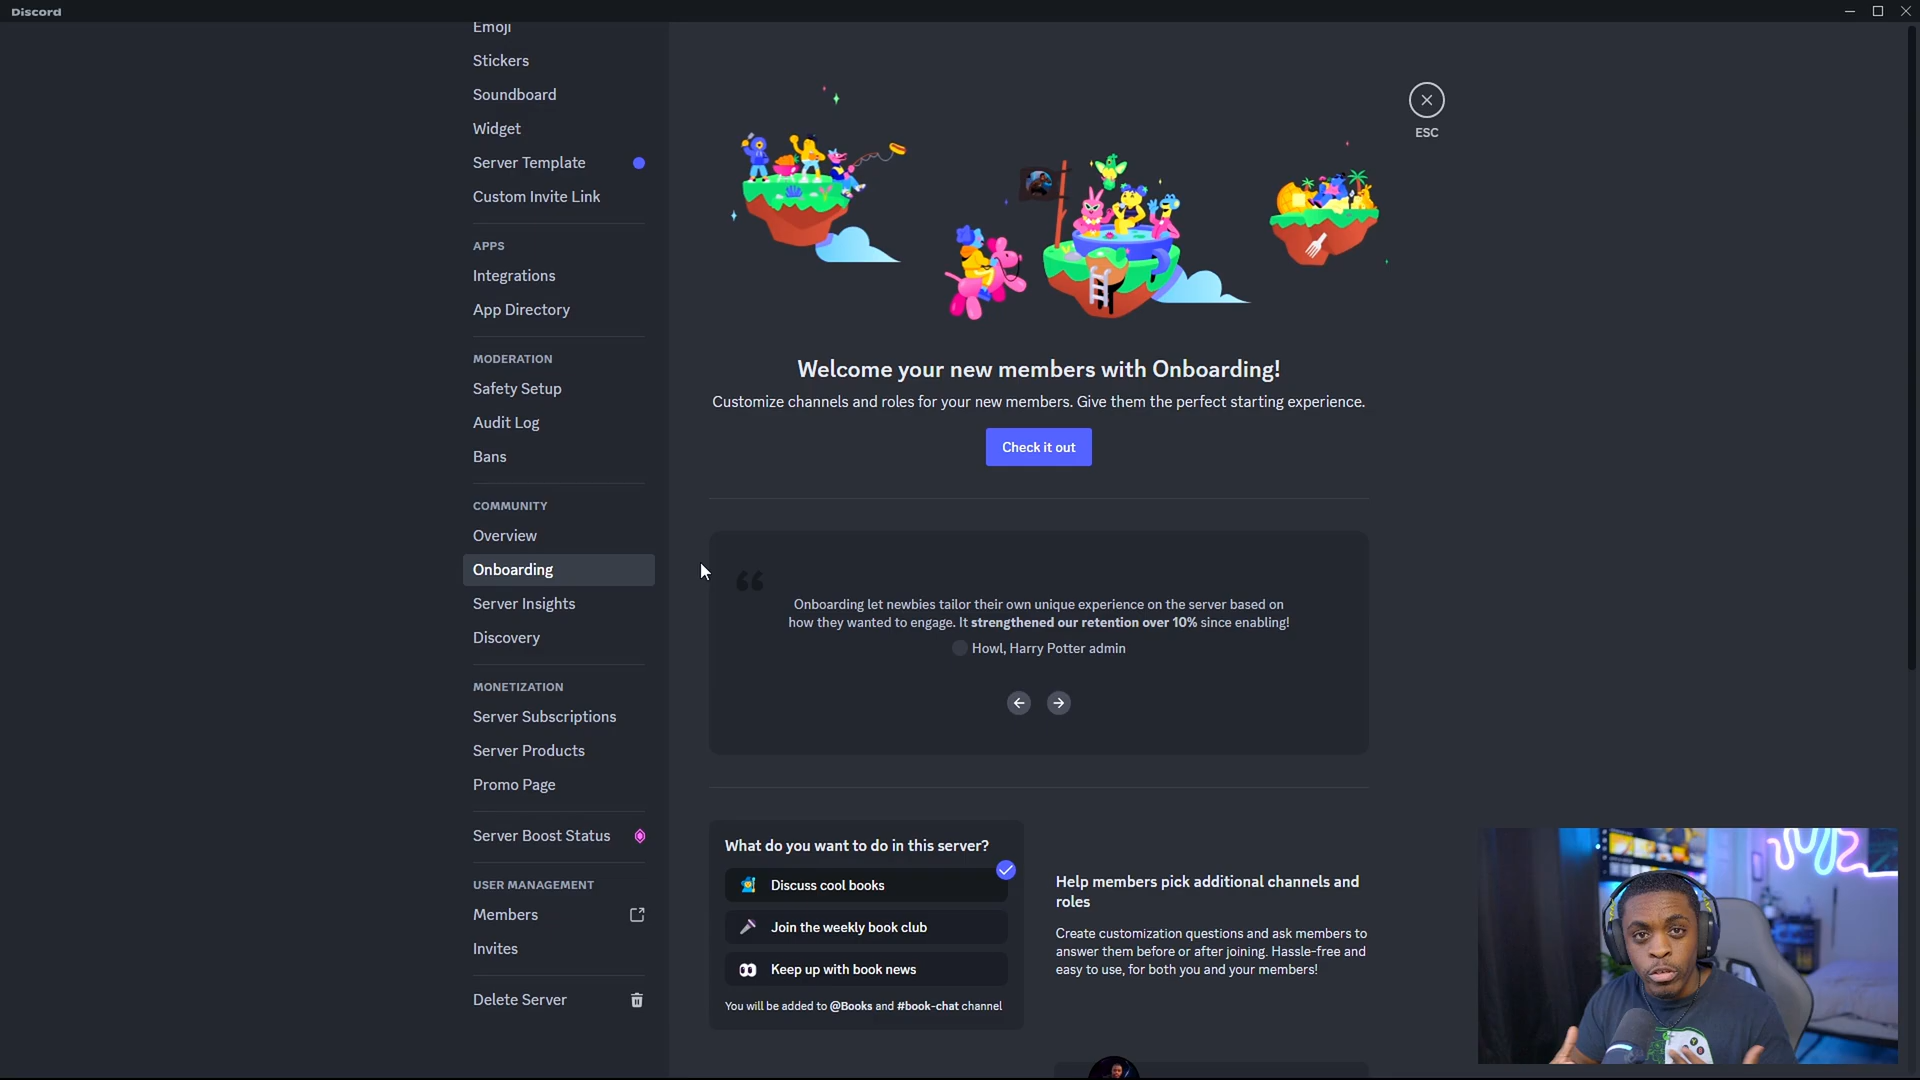 Discord
Emoji
Stickers
Soundboard
Widget
Server Template
Custom Invite Link
APPS
Integrations
App Directory
MODERATION
Safety Setup
Audit Log
Bans
COMMUNITY
Overview
Onboarding
Server Insights
Discovery
MONETIZATION
Server Subscriptions
Server Products
Promo Page
Server Boost Status
USER MANAGEMENT
Members
Invites
Delete Server
ESC
Welcome your new members with Onboarding!
Customize channels and roles for your new members. Give them the perfect starting experience.
Check it out
“
Onboarding let newbies tailor their own unique experience on the server based on
how they wanted to engage. It strengthened our retention over 10% since enabling!
Howl, Harry Potter admin
What do you want to do in this server?
Discuss cool books
Join the weekly book club
Keep up with book news
You will be added to @Books and #book-chat channel
Help members pick additional channels and
roles
Create customization questions and ask members to
answer them before or after joining. Hassle-free and
easy to use, for both you and your members!